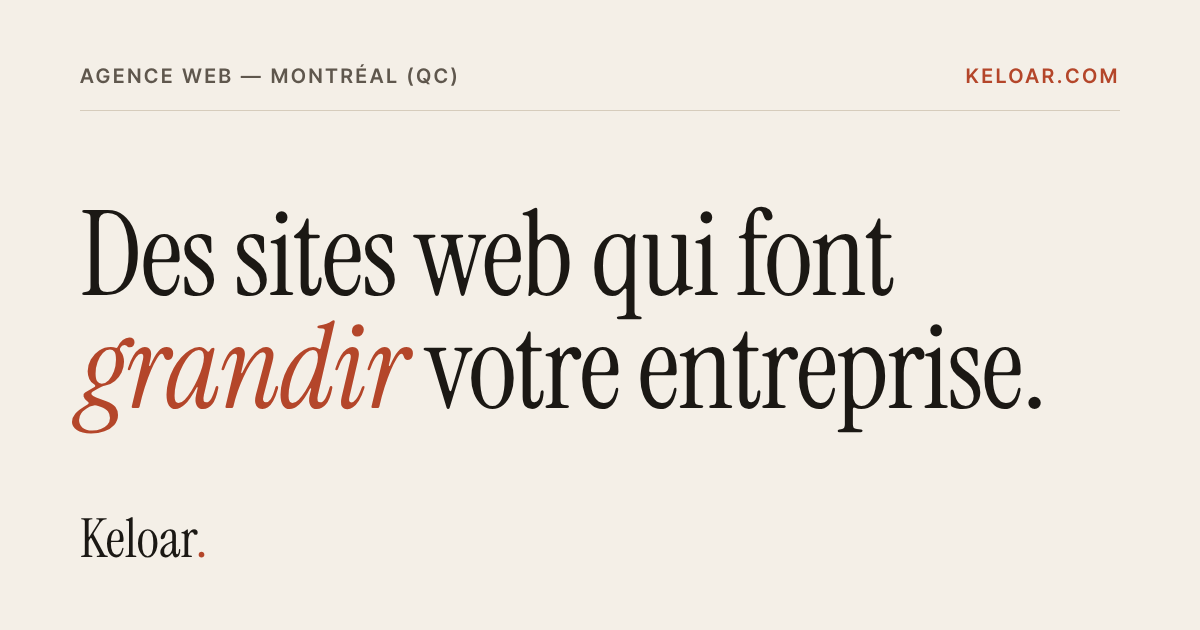 AGENCE WEB — MONTRÉAL (QC)
KELOAR.COM
Des sites web qui font
grandir votre entreprise.
Keloar.